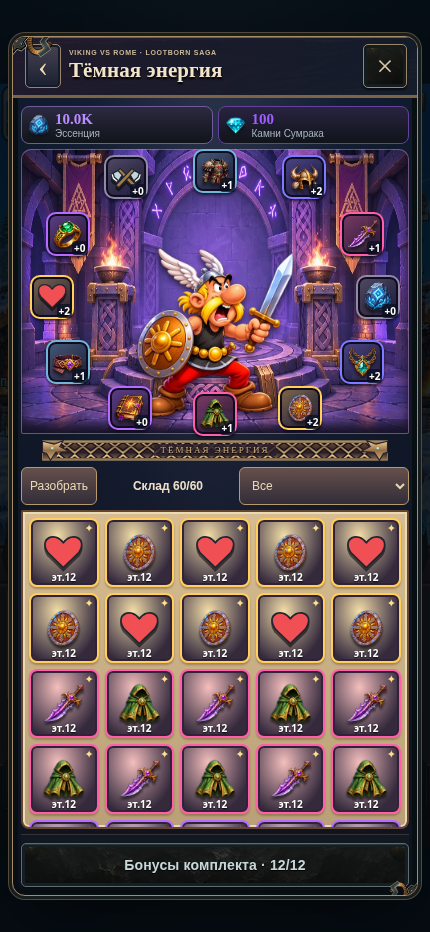 VIKING VS ROME · LOOTBORN SAGA
‹ Тёмная энергия ×
10.0K
Эссенция
100
Камни Сумрака
+0
+1
+2
+0
+1
+2
+0
+1
+2
+0
+1
+2
ТЁМНАЯ ЭНЕРГИЯ
Разобрать Склад 60/60 Все
эт.12 эт.12 эт.12 эт.12 эт.12
эт.12 эт.12 эт.12 эт.12 эт.12
эт.12 эт.12 эт.12 эт.12 эт.12
эт.12 эт.12 эт.12 эт.12 эт.12
Бонусы комплекта · 12/12